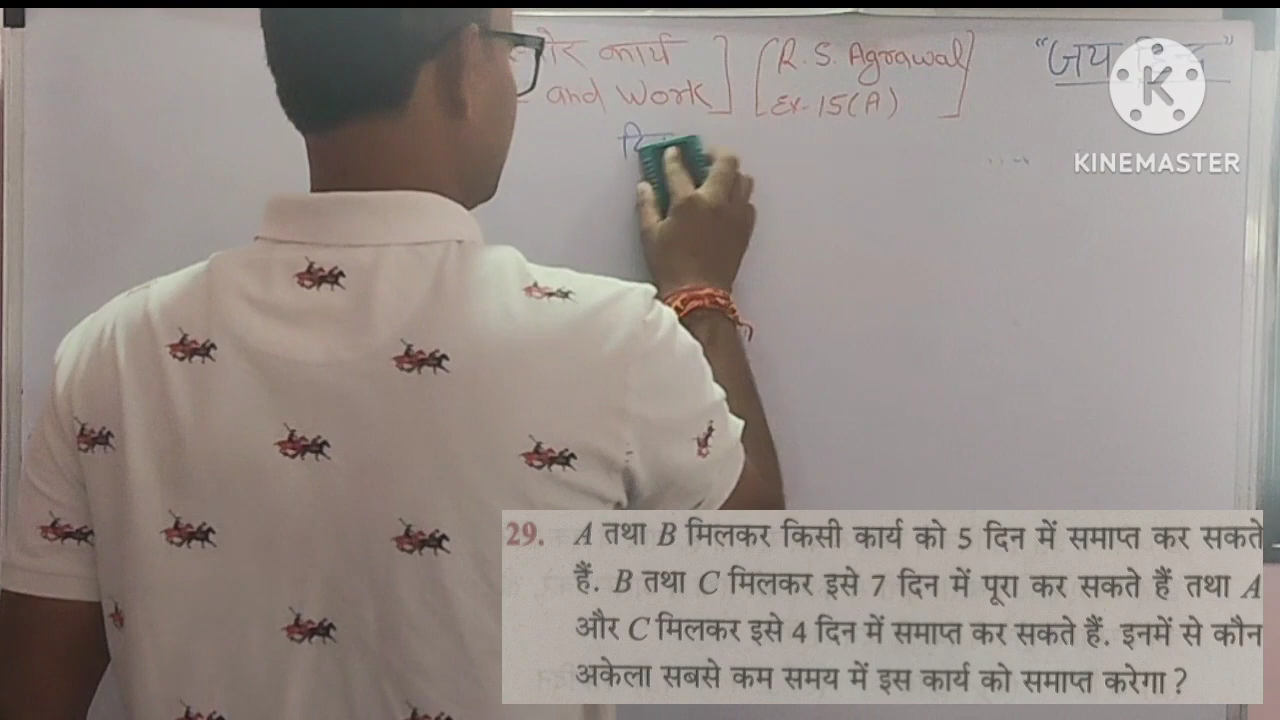 और कार्य] [R. S. Agrawal
and Work] Ex-15(A)]
"जय
KINEMASTER
29. A तथा B मिलकर किसी कार्य को 5 दिन में समाप्त कर सकते
हैं. B तथा C मिलकर इसे 7 दिन में पूरा कर सकते हैं तथा A
और C मिलकर इसे 4 दिन में समाप्त कर सकते हैं. इनमें से कौन
अकेला सबसे कम समय में इस कार्य को समाप्त करेगा ?